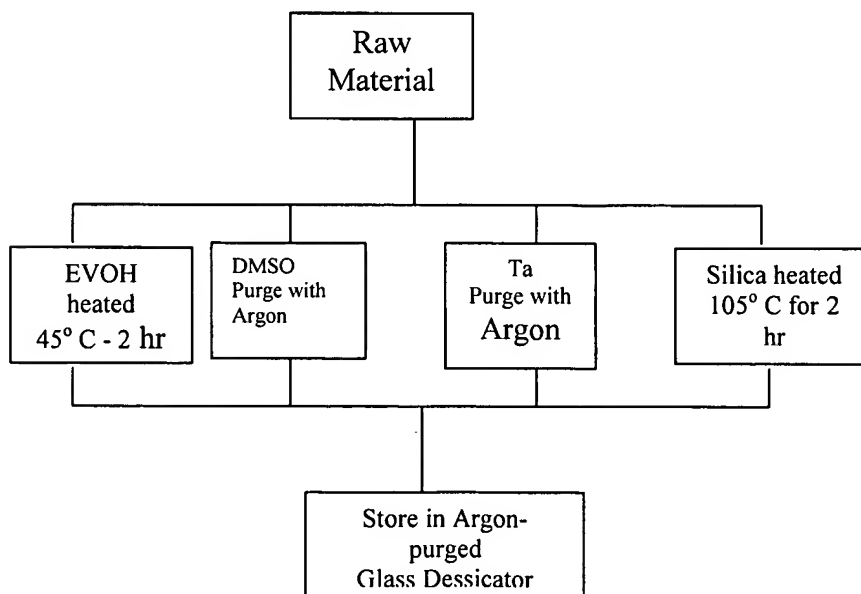 Raw
Material
EVOH
heated
45° C - 2 hr
DMSO
Purge with
Argon
Ta
Purge with
Argon
Silica heated
105° C for 2
hr
Store in Argon-
purged
Glass Dessicator